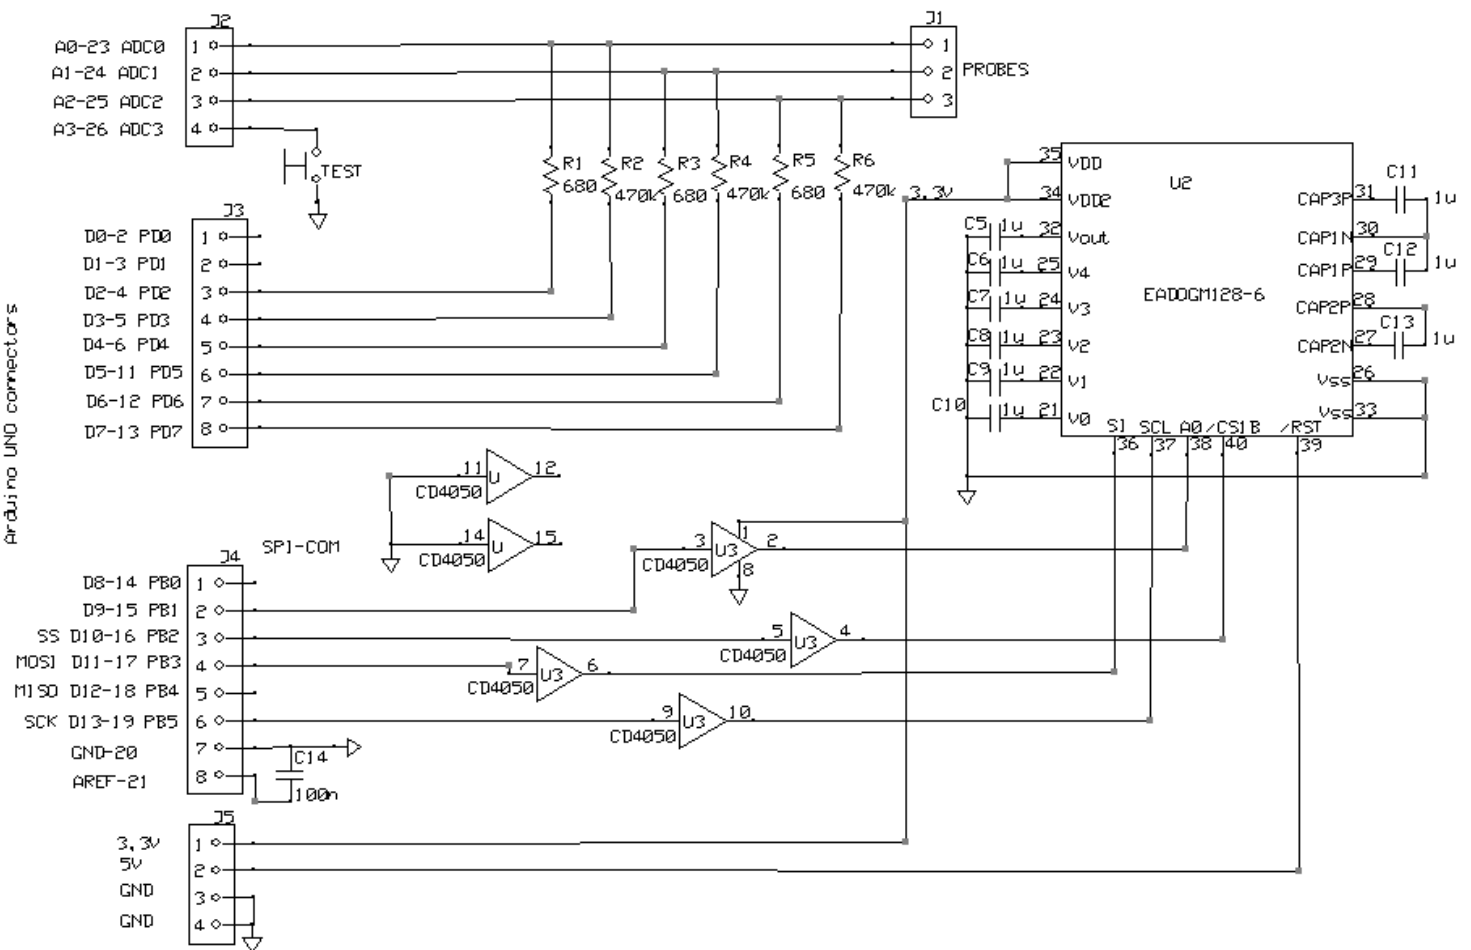 J2
A0-23 ADC0 1
A1-24 ADC1 2
A2-25 ADC2 3
A3-26 ADC3 4
TEST
J1
1
2 PROBES
3
R1 680
R2 470k
R3 680
R4 470k
R5 680
R6 470k
J3
D0-2 PD0 1
D1-3 PD1 2
D2-4 PD2 3
D3-5 PD3 4
D4-6 PD4 5
D5-11 PD5 6
D6-12 PD6 7
D7-13 PD7 8
Arduino UNO connectors
3.3V
U2
EADOGM128-6
35 VDD
34 VDD2
C5 1u 32 Vout
C6 1u 25 V4
C7 1u 24 V3
C8 1u 23 V2
C9 1u 22 V1
C10 1u 21 V0
CAP3P 31 C11 1u
CAP1N 30
CAP1P 29 C12 1u
CAP2P 28
CAP2N 27 C13 1u
Vss 26
Vss 33
SI SCL A0 /CS1B /RST
36 37 38 40 39
11 U 12
CD4050
14 U 15
CD4050
3 U3 1 2
CD4050 8
5 U3 4
CD4050
7 U3 6
CD4050
9 U3 10
CD4050
SPI-COM
J4
D8-14 PB0 1
D9-15 PB1 2
SS D10-16 PB2 3
MOSI D11-17 PB3 4
MISO D12-18 PB4 5
SCK D13-19 PB5 6
GND-20 7
AREF-21 8
C14
100n
J5
3,3V 1
5V 2
GND 3
GND 4